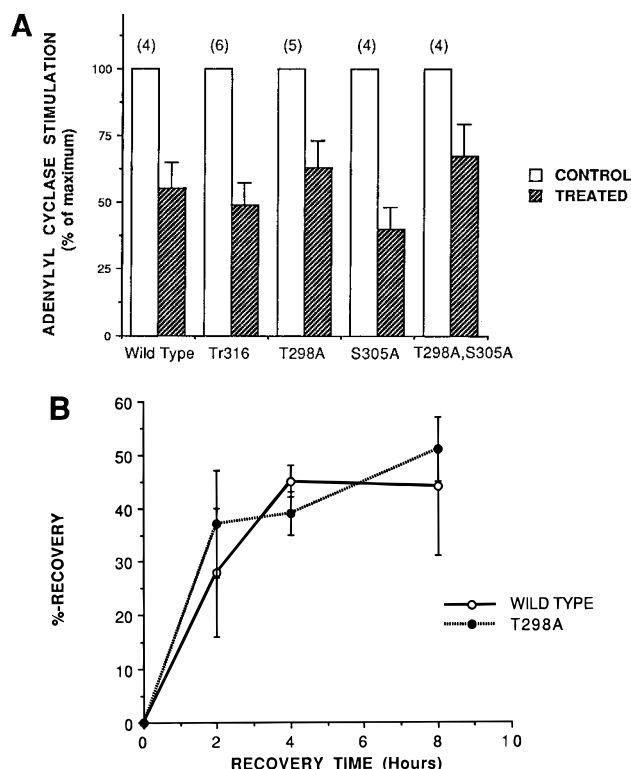 A
ADENYLYL CYCLASE STIMULATION
(% of maximum)
(4) (6) (5) (4) (4)
100
75
50
25
0
Wild Type Tr316 T298A S305A T298A,S305A
CONTROL
TREATED
B
%-RECOVERY
60
50
40
30
20
10
0
0 2 4 6 8 10
RECOVERY TIME (Hours)
WILD TYPE
T298A